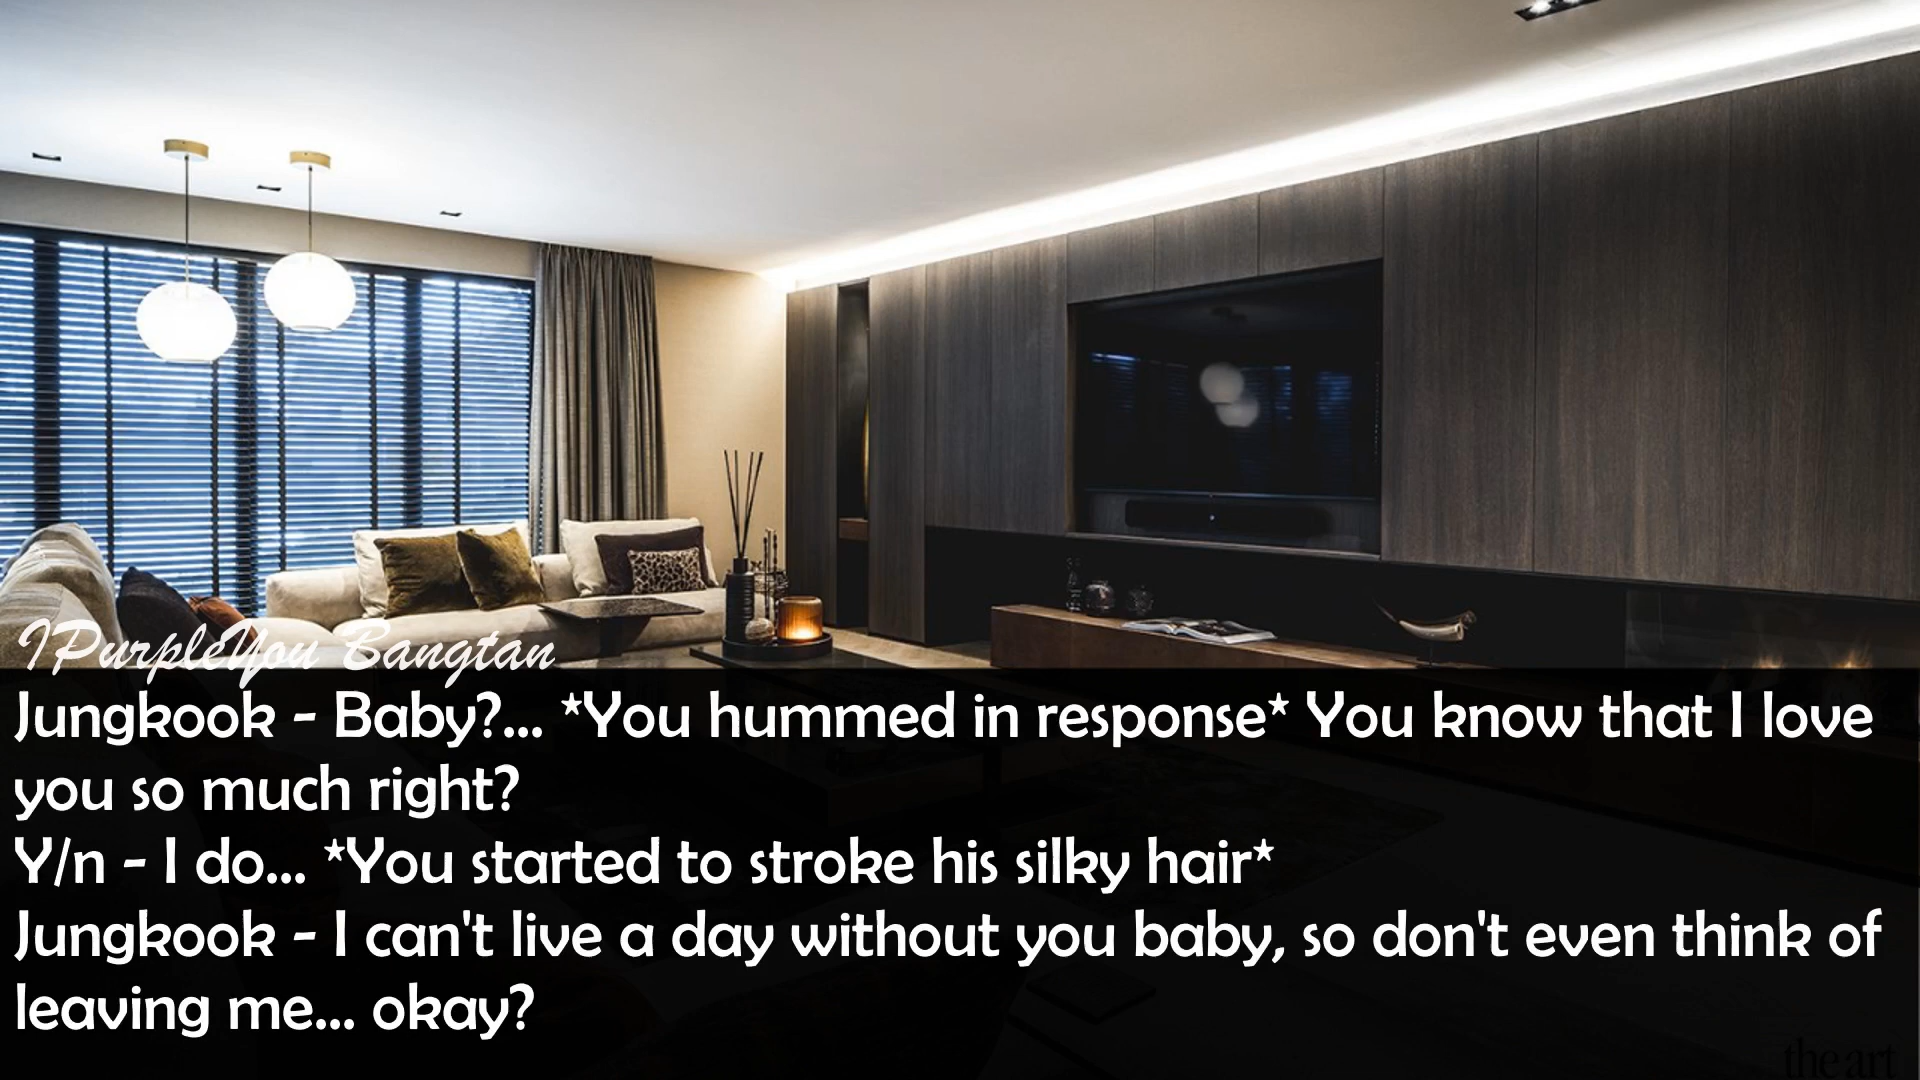 IPurpleYou Bangtan
Jungkook - Baby?... *You hummed in response* You know that I love
you so much right?
Y/n - I do... *You started to stroke his silky hair*
Jungkook - I can't live a day without you baby, so don't even think of
leaving me... okay?
the art